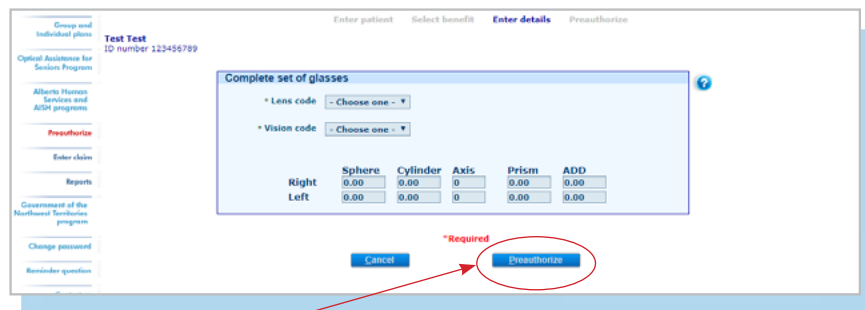 Enter patient Select benefit Enter details Preauthorize
Test Test
ID number 123456789
Group and
Individual plans
Optical Assistance for
Seniors Program
Alberta Human
Services and
AISH programs
Preauthorize
Enter claim
Reports
Government of the
Northwest Territories
program
Change password
Reminder question
Complete set of glasses
* Lens code - Choose one -
* Vision code - Choose one -
Sphere Cylinder Axis Prism ADD
Right 0.00 0.00 0 0.00 0.00
Left 0.00 0.00 0 0.00 0.00
*Required
Cancel Preauthorize